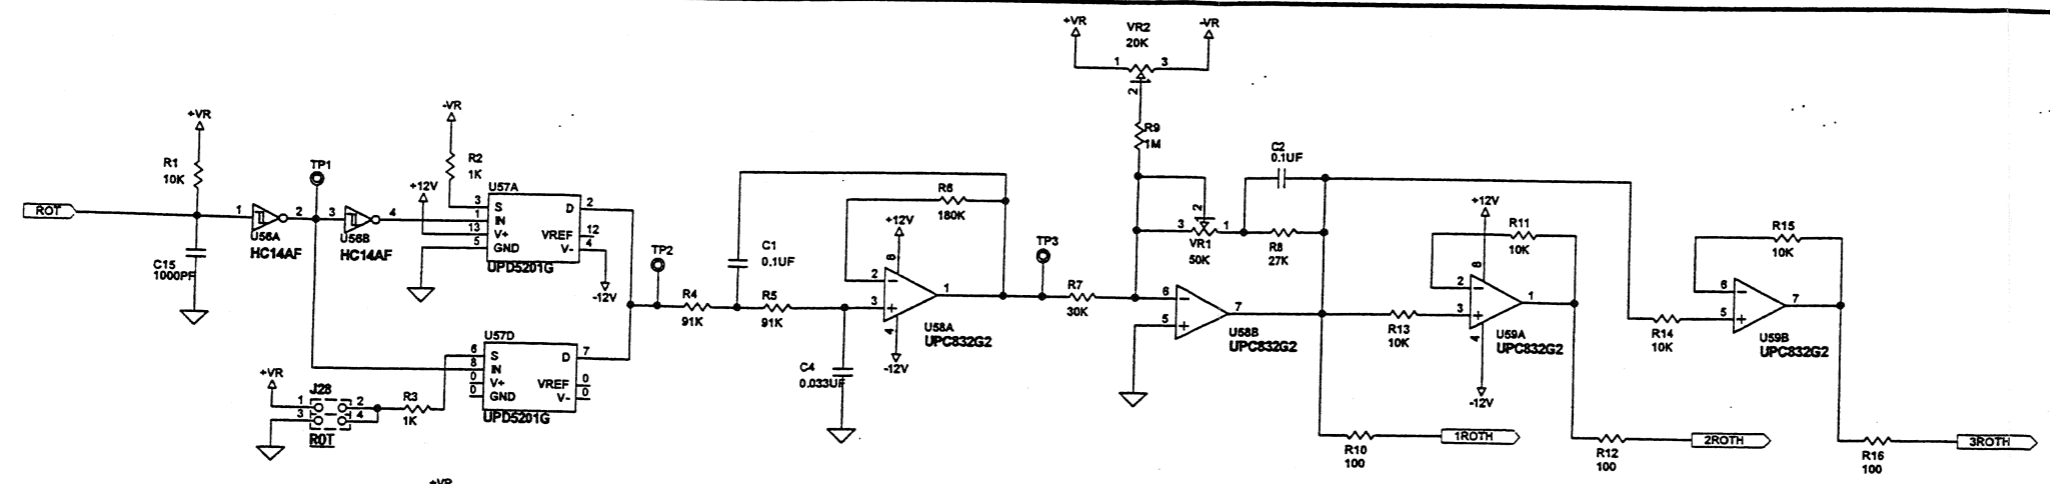 +VR
VR2
20K
-VR
1
3
2
R9
1M
+VR
R1
10K
ROT
C15
1000PF
1
2
U56A
HC14AF
TP1
3
4
U56B
HC14AF
-VR
R2
1K
+12V
U57A
3 S
1 IN
13 V+
5 GND
D 2
VREF 12
V- 4
UPD5201G
-12V
TP2
R4
91K
R5
91K
C1
0.1UF
R6
180K
+12V
8
2
3
1
4
-12V
U58A
UPC832G2
C4
0.033UF
TP3
R7
30K
2
3
1
VR1
50K
C2
0.1UF
R8
27K
6
5
7
U58B
UPC832G2
R13
10K
+12V
8
R11
10K
2
3
1
4
-12V
U59A
UPC832G2
R14
10K
R15
10K
6
5
7
U59B
UPC832G2
U57D
6 S
8 IN
0 V+
0 GND
D 7
VREF 0
V- 0
UPD5201G
+VR
J28
1
2
3
4
ROT
R3
1K
R10
100
1ROTH
R12
100
2ROTH
R16
100
3ROTH
+VR